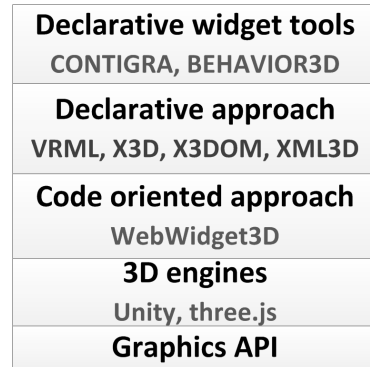 Declarative widget tools
CONTIGRA, BEHAVIOR3D
Declarative approach
VRML, X3D, X3DOM, XML3D
Code oriented approach
WebWidget3D
3D engines
Unity, three.js
Graphics API